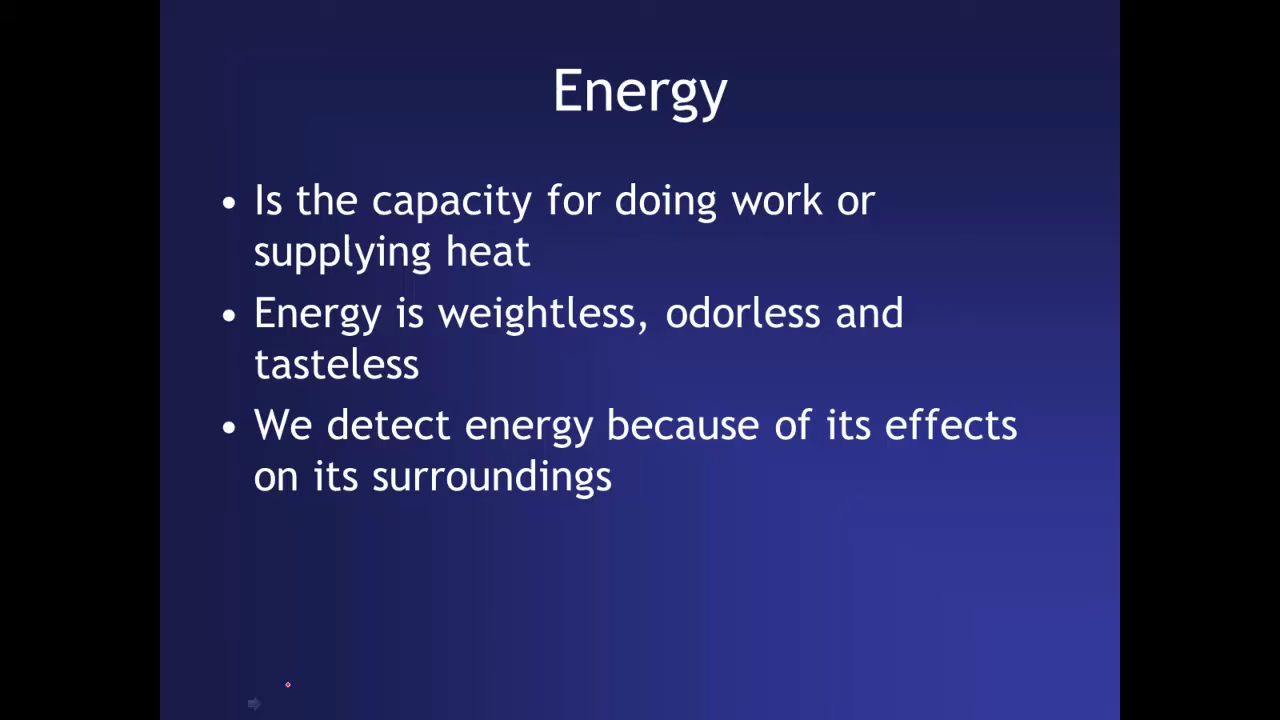 Energy
• Is the capacity for doing work or
supplying heat
• Energy is weightless, odorless and
tasteless
• We detect energy because of its effects
on its surroundings